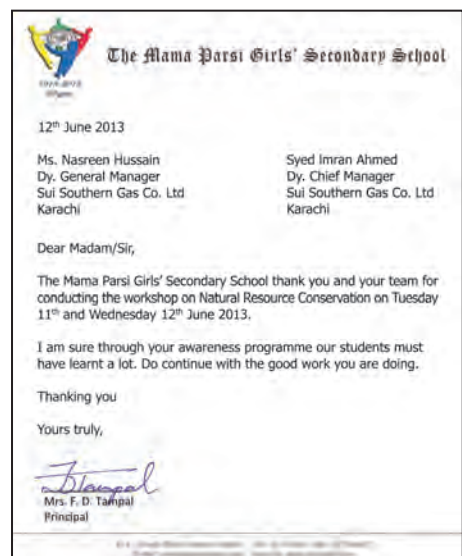 The Mama Parsi Girls' Secondary School
12th June 2013
Ms. Nasreen Hussain
Dy. General Manager
Sui Southern Gas Co. Ltd
Karachi
Syed Imran Ahmed
Dy. Chief Manager
Sui Southern Gas Co. Ltd
Karachi
Dear Madam/Sir,
The Mama Parsi Girls' Secondary School thank you and your team for
conducting the workshop on Natural Resource Conservation on Tuesday
11th and Wednesday 12th June 2013.
I am sure through your awareness programme our students must
have learnt a lot. Do continue with the good work you are doing.
Thanking you
Yours truly,
Mrs. F. D. Tampal
Principal